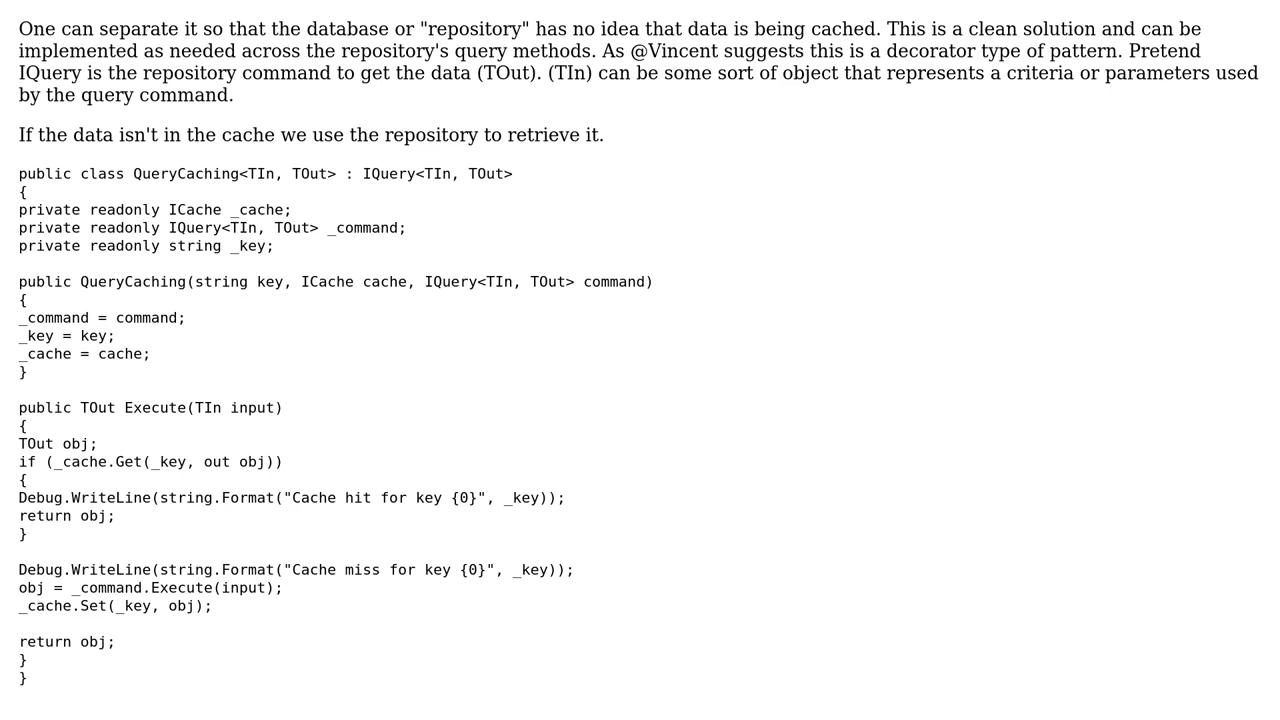 One can separate it so that the database or "repository" has no idea that data is being cached. This is a clean solution and can be
implemented as needed across the repository's query methods. As @Vincent suggests this is a decorator type of pattern. Pretend
IQuery is the repository command to get the data (TOut). (TIn) can be some sort of object that represents a criteria or parameters used
by the query command.

If the data isn't in the cache we use the repository to retrieve it.

public class QueryCaching<TIn, TOut> : IQuery<TIn, TOut>
{
private readonly ICache _cache;
private readonly IQuery<TIn, TOut> _command;
private readonly string _key;

public QueryCaching(string key, ICache cache, IQuery<TIn, TOut> command)
{
_command = command;
_key = key;
_cache = cache;
}

public TOut Execute(TIn input)
{
TOut obj;
if (_cache.Get(_key, out obj))
{
Debug.WriteLine(string.Format("Cache hit for key {0}", _key));
return obj;
}

Debug.WriteLine(string.Format("Cache miss for key {0}", _key));
obj = _command.Execute(input);
_cache.Set(_key, obj);

return obj;
}
}